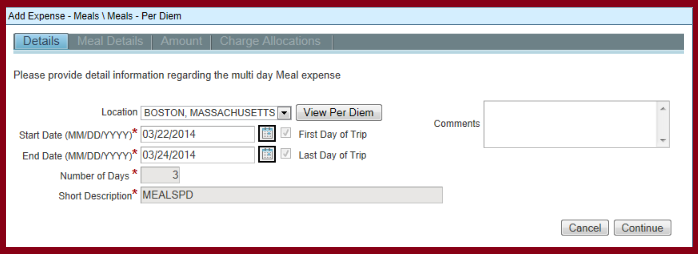 Add Expense - Meals \ Meals - Per Diem
Details Meal Details Amount Charge Allocations
Please provide detail information regarding the multi day Meal expense
Location BOSTON, MASSACHUSETTS View Per Diem
Comments
Start Date (MM/DD/YYYY)* 03/22/2014 First Day of Trip
End Date (MM/DD/YYYY)* 03/24/2014 Last Day of Trip
Number of Days* 3
Short Description* MEALSPD
Cancel Continue